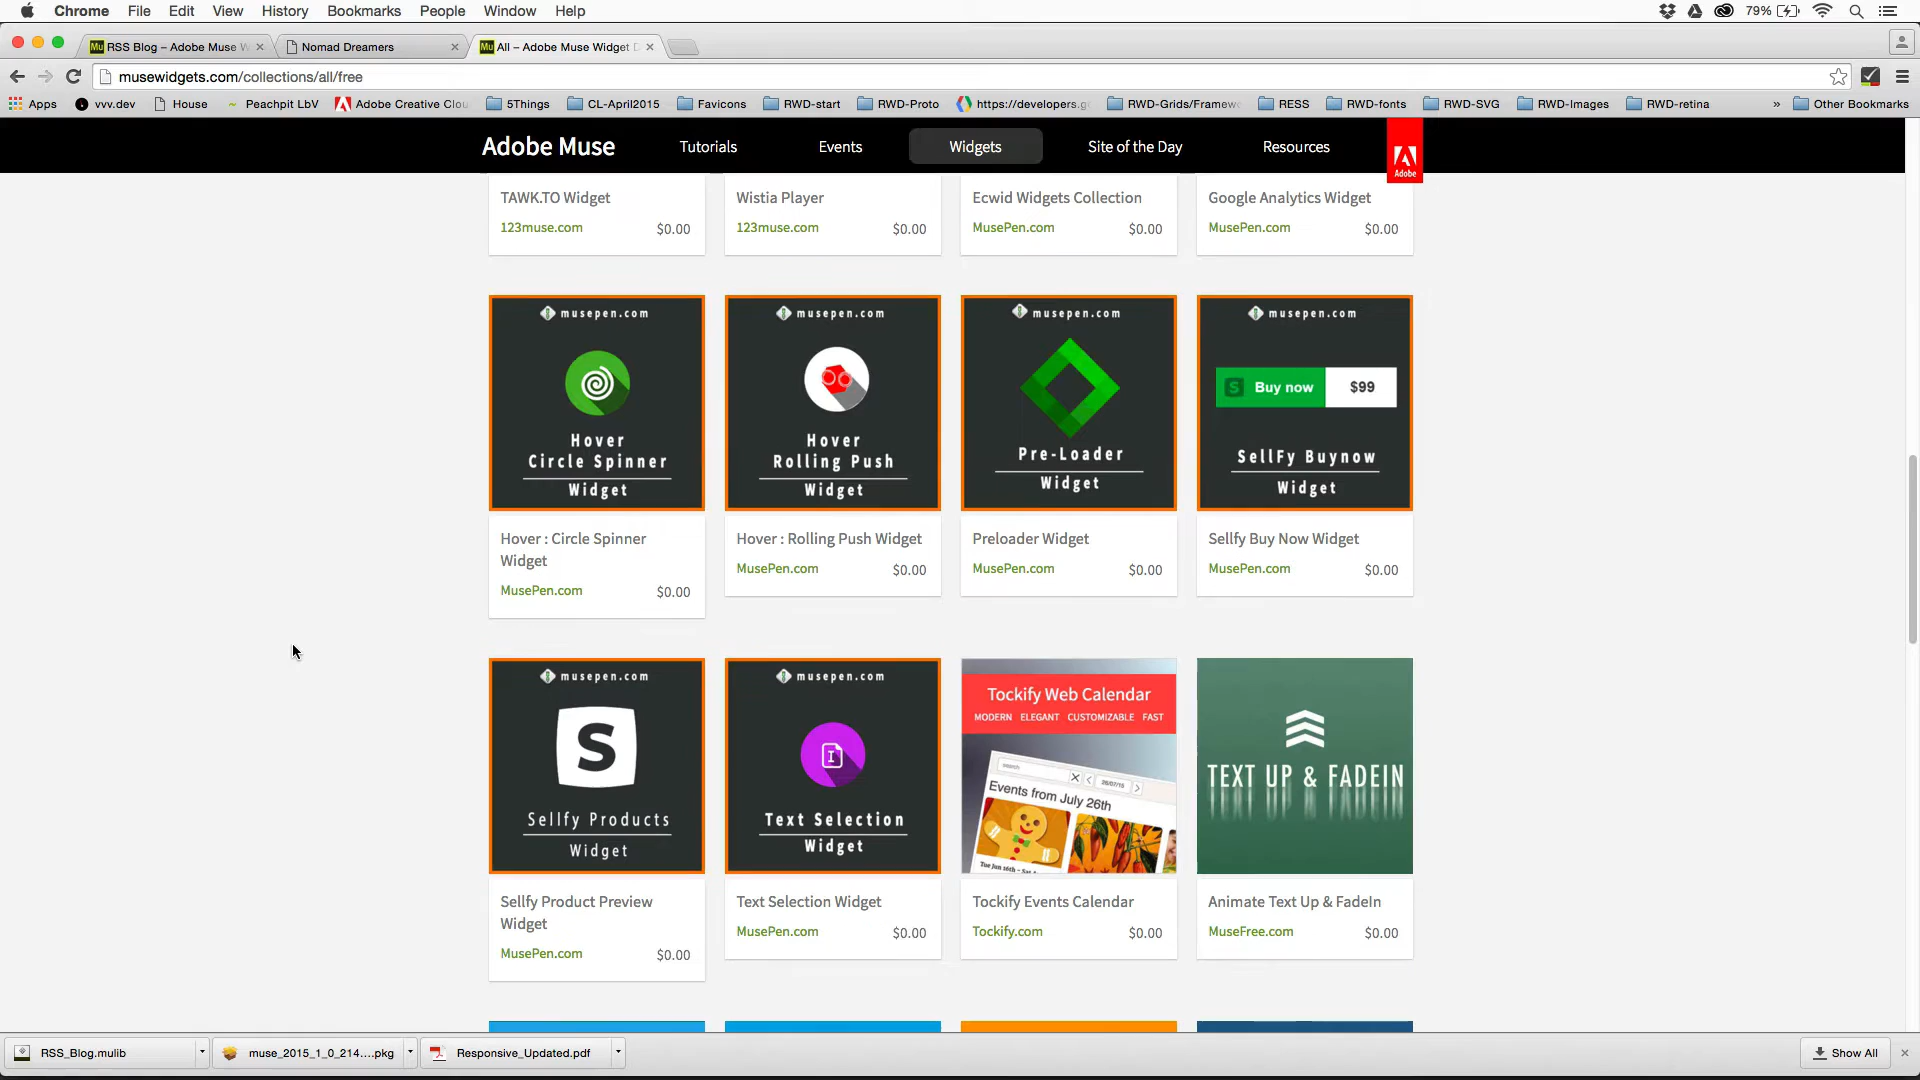 Chrome File Edit View History Bookmarks People Window Help 79%
Mu RSS Blog – Adobe Muse W Nomad Dreamers Mu All – Adobe Muse Widget D
musewidgets.com/collections/all/free
Apps vvv.dev House Peachpit LbV Adobe Creative Clou 5Things CL-April2015 Favicons RWD-start RWD-Proto https://developers.g RWD-Grids/Framew RESS RWD-fonts RWD-SVG RWD-Images RWD-retina » Other Bookmarks
Adobe Muse Tutorials Events Widgets Site of the Day Resources Adobe
TAWK.TO Widget Wistia Player Ecwid Widgets Collection Google Analytics Widget
123muse.com $0.00 123muse.com $0.00 MusePen.com $0.00 MusePen.com $0.00
musepen.com musepen.com musepen.com musepen.com
S Buy now $99
Hover Hover Pre-Loader SellFy Buynow
Circle Spinner Rolling Push
Widget Widget Widget Widget
Hover : Circle Spinner Hover : Rolling Push Widget Preloader Widget Sellfy Buy Now Widget
Widget
MusePen.com $0.00 MusePen.com $0.00 MusePen.com $0.00 MusePen.com $0.00
musepen.com musepen.com
Tockify Web Calendar
MODERN ELEGANT CUSTOMIZABLE FAST
S
search
26/07/15
Events from July 26th
TEXT UP & FADEIN
Sellfy Products Text Selection
Widget Widget
Tue Jun 16th – Sat
Sellfy Product Preview Text Selection Widget Tockify Events Calendar Animate Text Up & FadeIn
Widget
MusePen.com $0.00 MusePen.com $0.00 Tockify.com $0.00 MuseFree.com $0.00
RSS_Blog.mulib muse_2015_1_0_214....pkg Responsive_Updated.pdf Show All